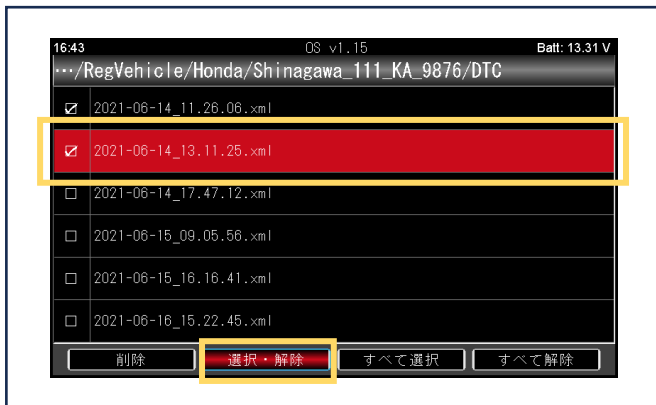 16:43 OS v1.15 Batt: 13.31 V
…/RegVehicle/Honda/Shinagawa_111_KA_9876/DTC
2021-06-14_11.26.06.xml
2021-06-14_13.11.25.xml
2021-06-14_17.47.12.xml
2021-06-15_09.05.56.xml
2021-06-15_16.16.41.xml
2021-06-16_15.22.45.xml
削除 選択・解除 すべて選択 すべて解除